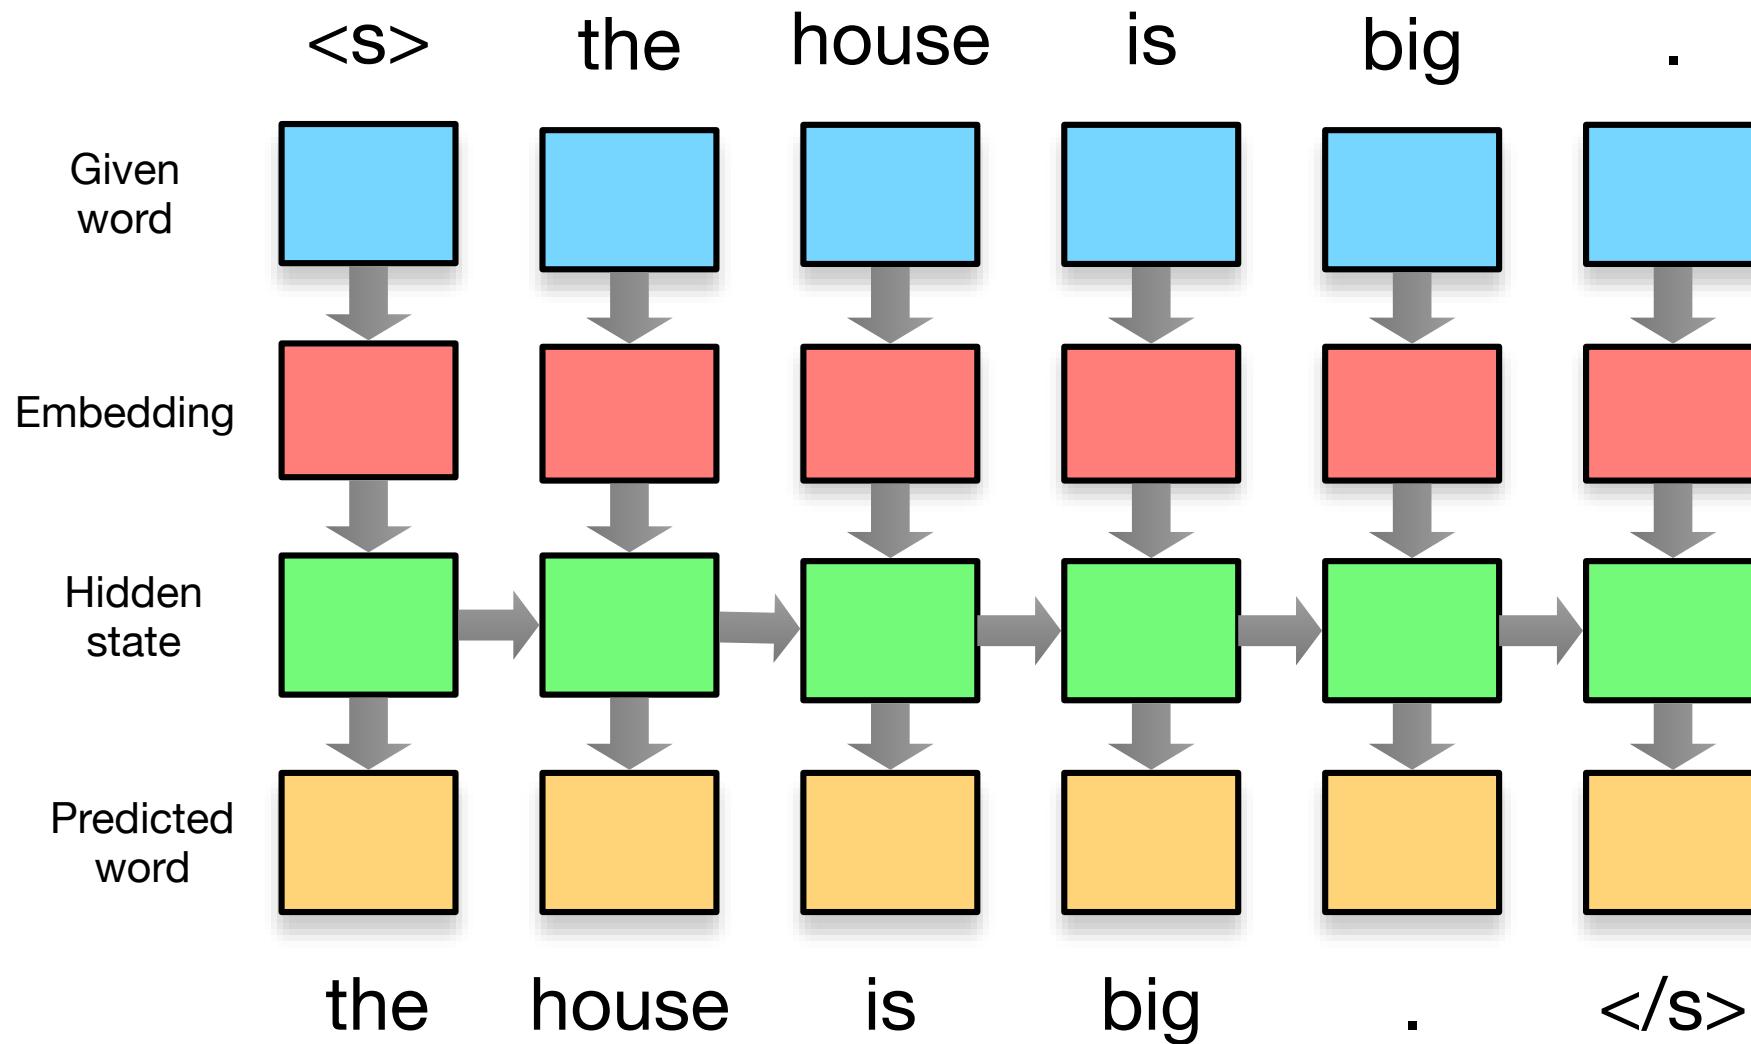 <s> the house is big .
Given
word
Embedding
Hidden
state
Predicted
word
the house is big . </s>